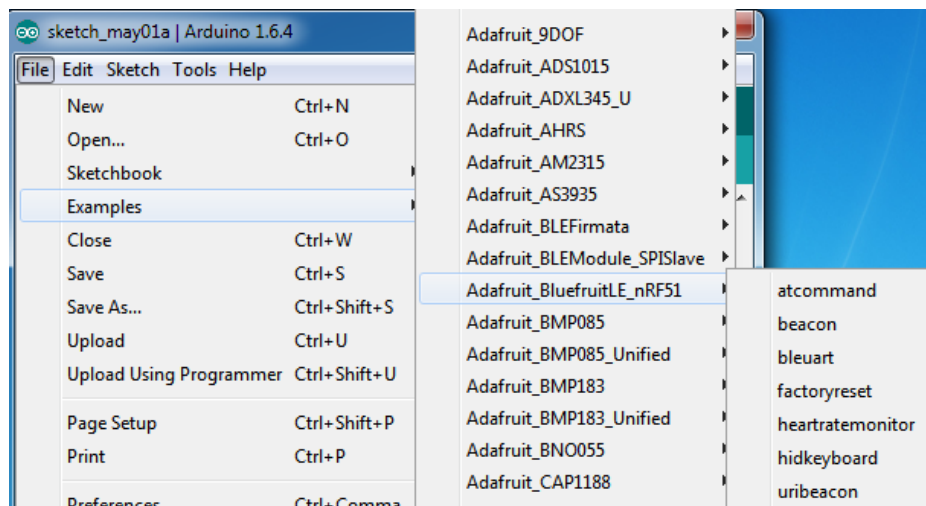 sketch_may01a | Arduino 1.6.4
File Edit Sketch Tools Help
New Ctrl+N
Open... Ctrl+O
Sketchbook
Examples
Close Ctrl+W
Save Ctrl+S
Save As... Ctrl+Shift+S
Upload Ctrl+U
Upload Using Programmer Ctrl+Shift+U
Page Setup Ctrl+Shift+P
Print Ctrl+P
Preferences Ctrl+Comma
Adafruit_9DOF
Adafruit_ADS1015
Adafruit_ADXL345_U
Adafruit_AHRS
Adafruit_AM2315
Adafruit_AS3935
Adafruit_BLEFirmata
Adafruit_BLEModule_SPISlave
Adafruit_BluefruitLE_nRF51
Adafruit_BMP085
Adafruit_BMP085_Unified
Adafruit_BMP183
Adafruit_BMP183_Unified
Adafruit_BNO055
Adafruit_CAP1188
atcommand
beacon
bleuart
factoryreset
heartratemonitor
hidkeyboard
uribeacon